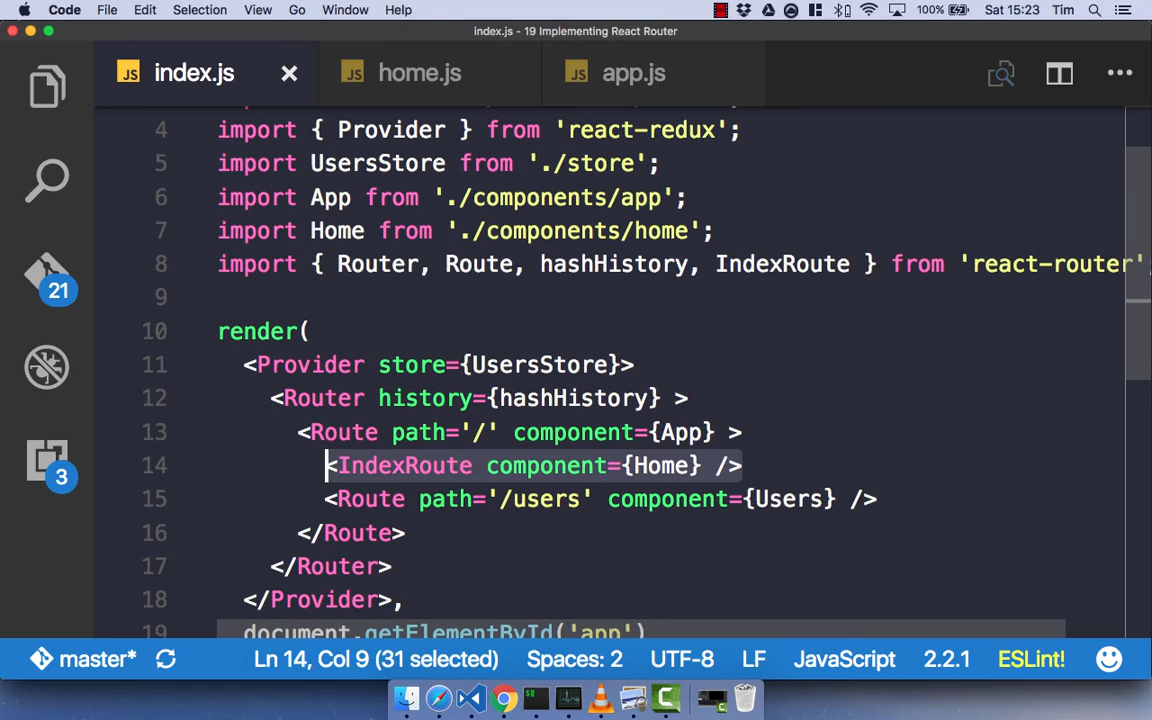 Code File Edit Selection View Go Window Help 100% Sat 15:23 Tim
index.js - 19 Implementing React Router
JS index.js JS home.js JS app.js
4 import { Provider } from 'react-redux';
5 import UsersStore from './store';
6 import App from './components/app';
7 import Home from './components/home';
8 import { Router, Route, hashHistory, IndexRoute } from 'react-router';
9
10 render(
11 <Provider store={UsersStore}>
12 <Router history={hashHistory} >
13 <Route path='/' component={App} >
14 <IndexRoute component={Home} />
15 <Route path='/users' component={Users} />
16 </Route>
17 </Router>
18 </Provider>,
19 document.getElementById('app')
21
3
master* Ln 14, Col 9 (31 selected) Spaces: 2 UTF-8 LF JavaScript 2.2.1 ESLint!